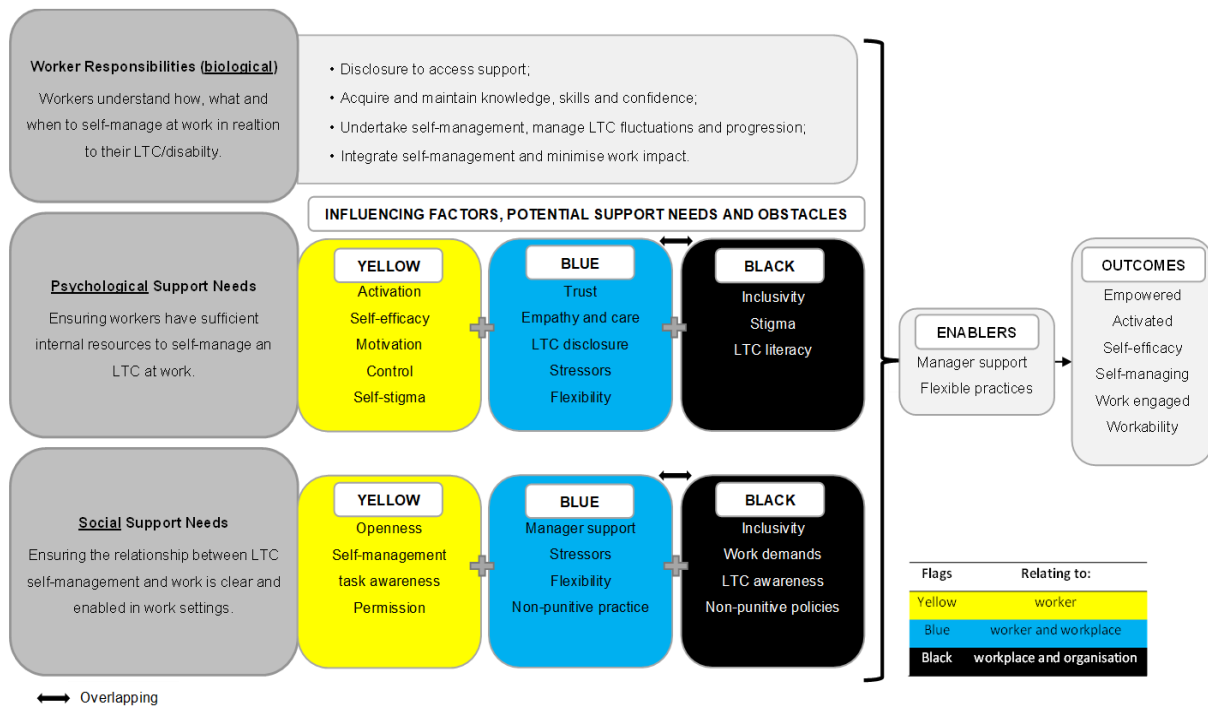 Worker Responsibilities (biological)
Workers understand how, what and
when to self-manage at work in realtion
to their LTC/disabilty.
• Disclosure to access support;
• Acquire and maintain knowledge, skills and confidence;
• Undertake self-management, manage LTC fluctuations and progression;
• Integrate self-management and minimise work impact.
INFLUENCING FACTORS, POTENTIAL SUPPORT NEEDS AND OBSTACLES
Psychological Support Needs
Ensuring workers have sufficient
internal resources to self-manage an
LTC at work.
YELLOW
Activation
Self-efficacy
Motivation
Control
Self-stigma
BLUE
Trust
Empathy and care
LTC disclosure
Stressors
Flexibility
BLACK
Inclusivity
Stigma
LTC literacy
Social Support Needs
Ensuring the relationship between LTC
self-management and work is clear and
enabled in work settings.
YELLOW
Openness
Self-management
task awareness
Permission
BLUE
Manager support
Stressors
Flexibility
Non-punitive practice
BLACK
Inclusivity
Work demands
LTC awareness
Non-punitive policies
ENABLERS
Manager support
Flexible practices
OUTCOMES
Empowered
Activated
Self-efficacy
Self-managing
Work engaged
Workability
Flags Relating to:
Yellow worker
Blue worker and workplace
Black workplace and organisation
Overlapping